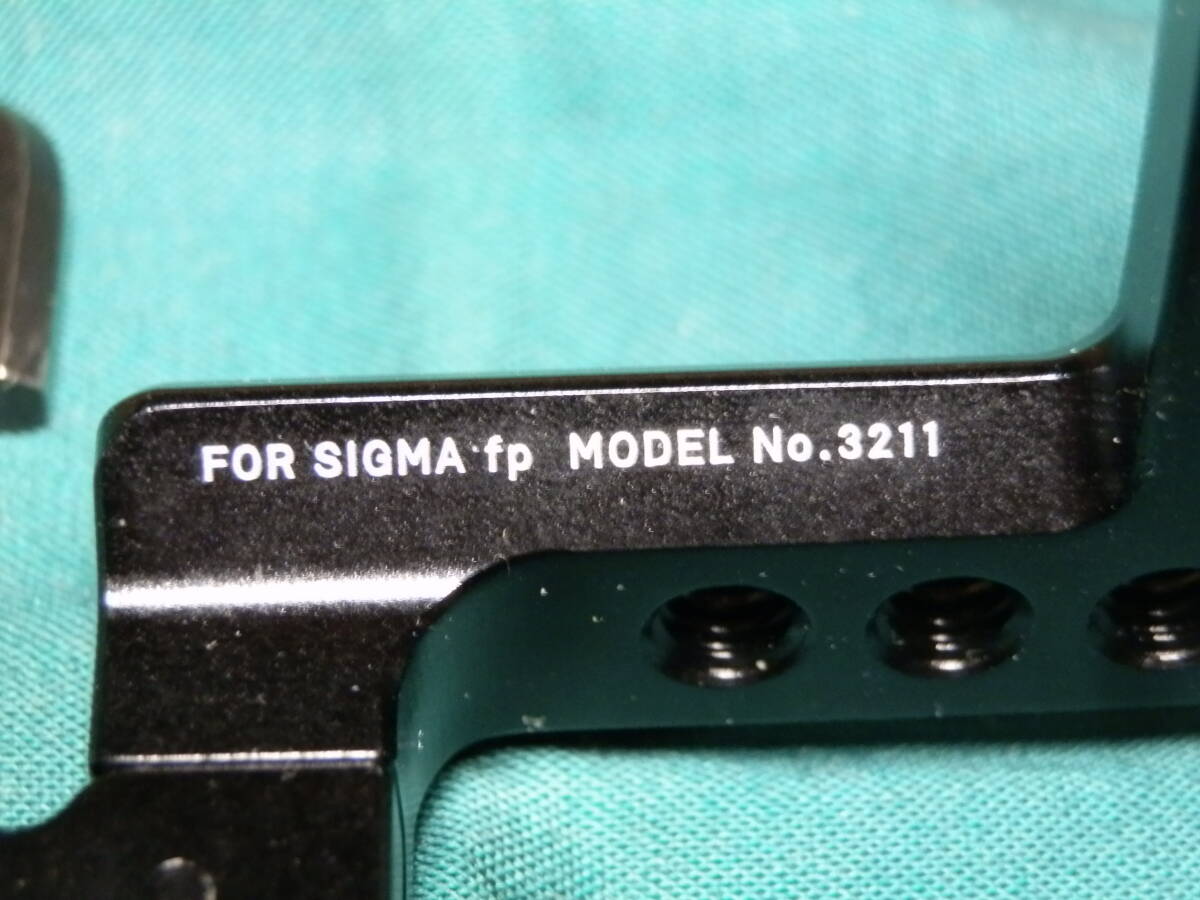 FOR SIGMA fp MODEL No.3211